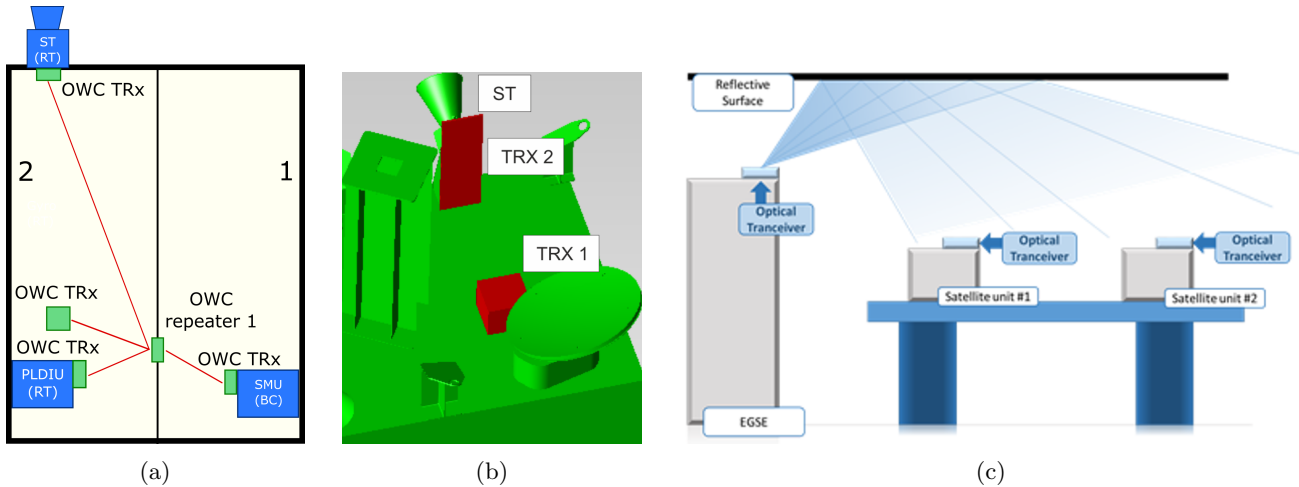 ST
(RT)
OWC TRx
2
1
OWC TRx
OWC
repeater 1
OWC TRx
OWC TRx
PLDIU
(RT)
SMU
(BC)
(a)
ST
TRX 2
TRX 1
(b)
Reflective
Surface
Optical
Tranceiver
Optical
Tranceiver
Optical
Tranceiver
Satellite unit #1
Satellite unit #2
EGSE
(c)